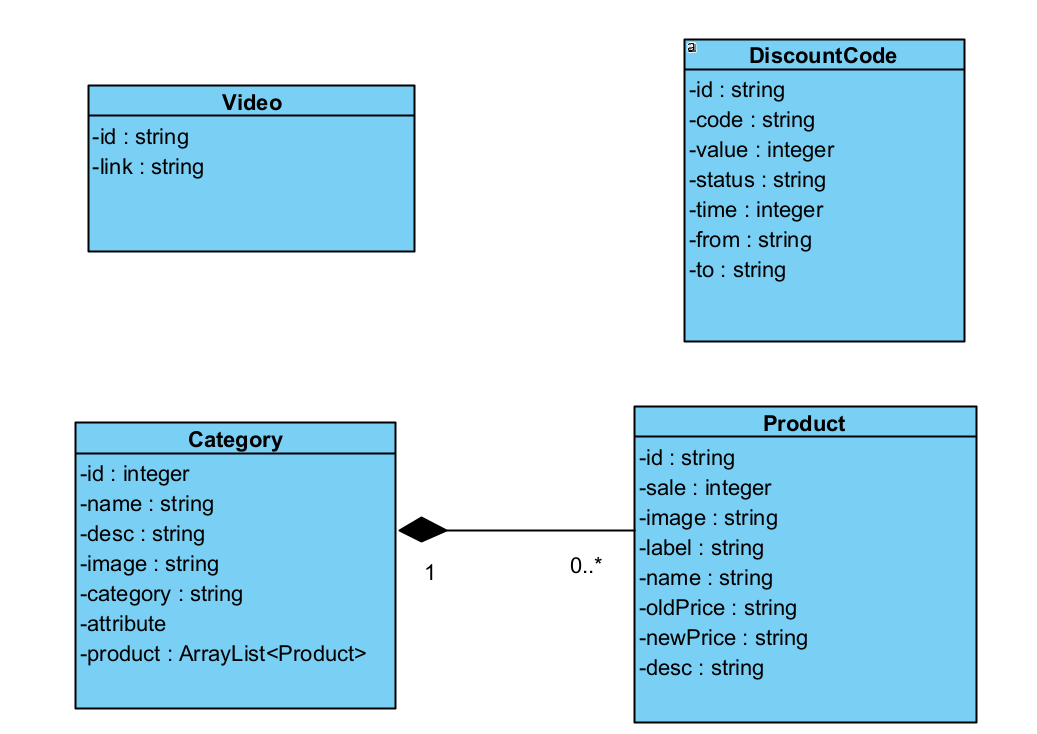 Video
-id : string
-link : string
a
DiscountCode
-id : string
-code : string
-value : integer
-status : string
-time : integer
-from : string
-to : string
Category
-id : integer
-name : string
-desc : string
-image : string
-category : string
-attribute
-product : ArrayList<Product>
1
0..*
Product
-id : string
-sale : integer
-image : string
-label : string
-name : string
-oldPrice : string
-newPrice : string
-desc : string